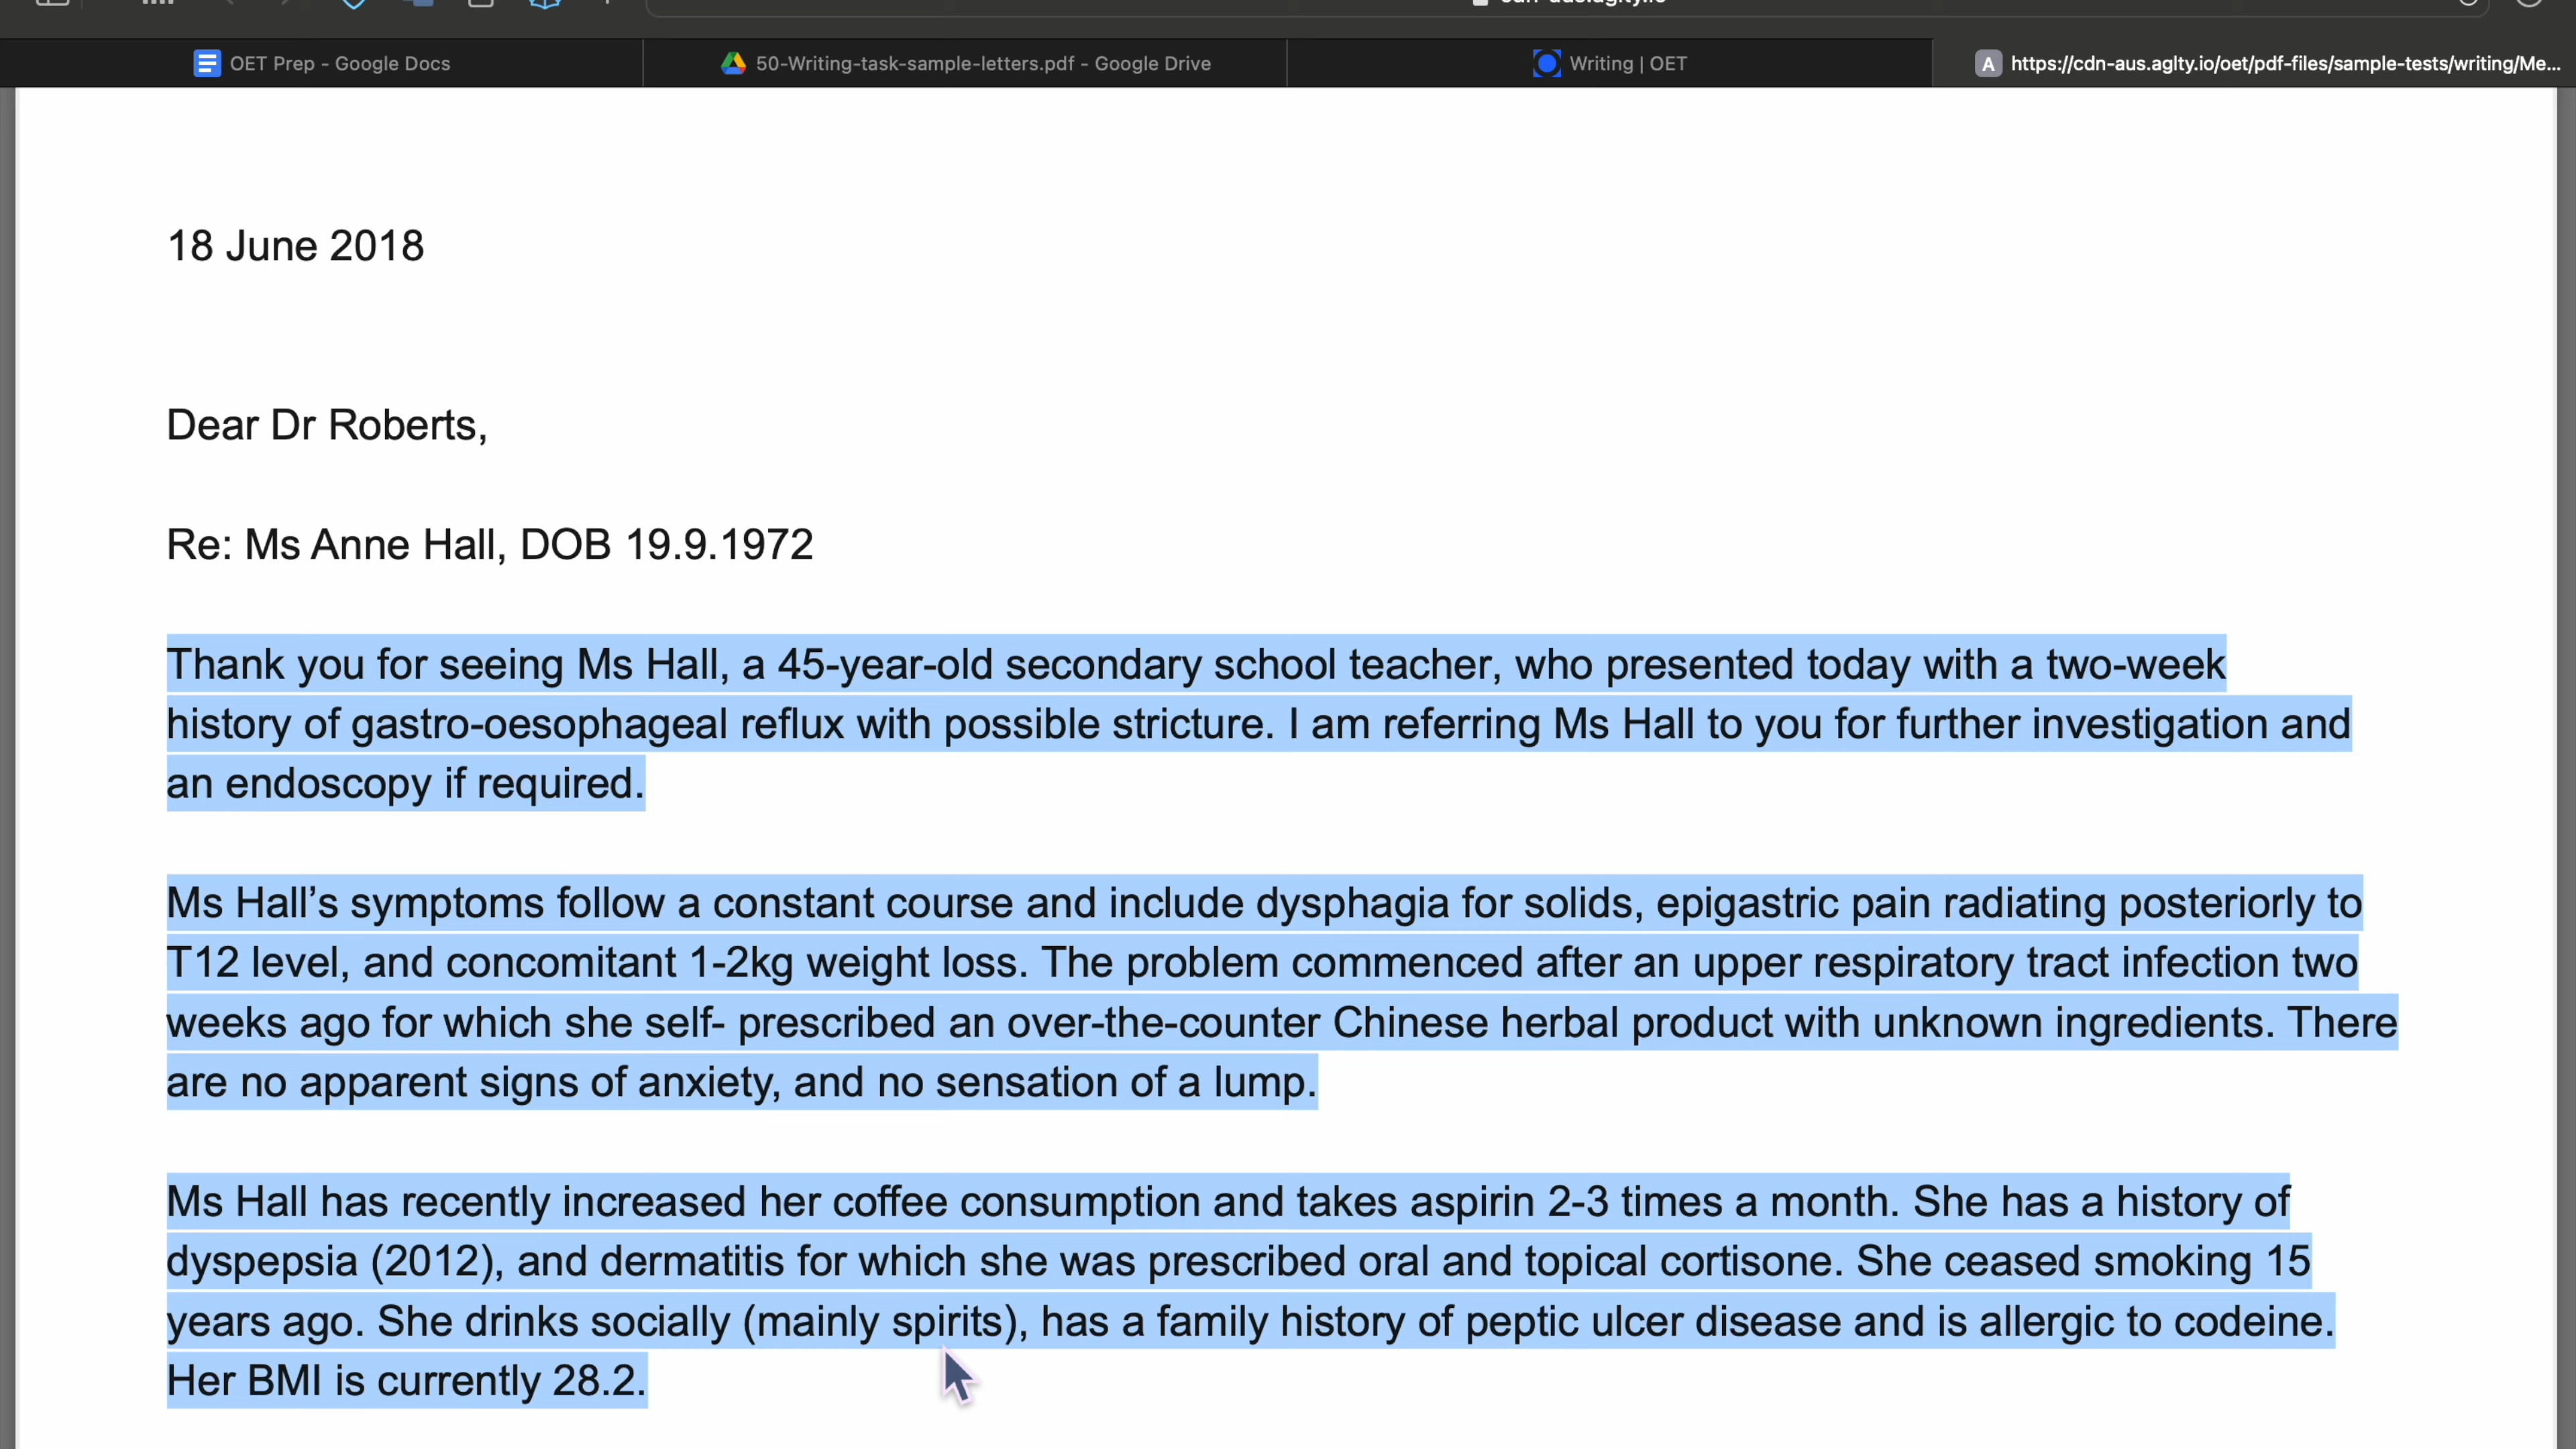 OET Prep - Google Docs
50-Writing-task-sample-letters.pdf - Google Drive
Writing | OET
A https://cdn-aus.aglty.io/oet/pdf-files/sample-tests/writing/Me...
18 June 2018
Dear Dr Roberts,
Re: Ms Anne Hall, DOB 19.9.1972
Thank you for seeing Ms Hall, a 45-year-old secondary school teacher, who presented today with a two-week
history of gastro-oesophageal reflux with possible stricture. I am referring Ms Hall to you for further investigation and
an endoscopy if required.
Ms Hall’s symptoms follow a constant course and include dysphagia for solids, epigastric pain radiating posteriorly to
T12 level, and concomitant 1-2kg weight loss. The problem commenced after an upper respiratory tract infection two
weeks ago for which she self- prescribed an over-the-counter Chinese herbal product with unknown ingredients. There
are no apparent signs of anxiety, and no sensation of a lump.
Ms Hall has recently increased her coffee consumption and takes aspirin 2-3 times a month. She has a history of
dyspepsia (2012), and dermatitis for which she was prescribed oral and topical cortisone. She ceased smoking 15
years ago. She drinks socially (mainly spirits), has a family history of peptic ulcer disease and is allergic to codeine.
Her BMI is currently 28.2.